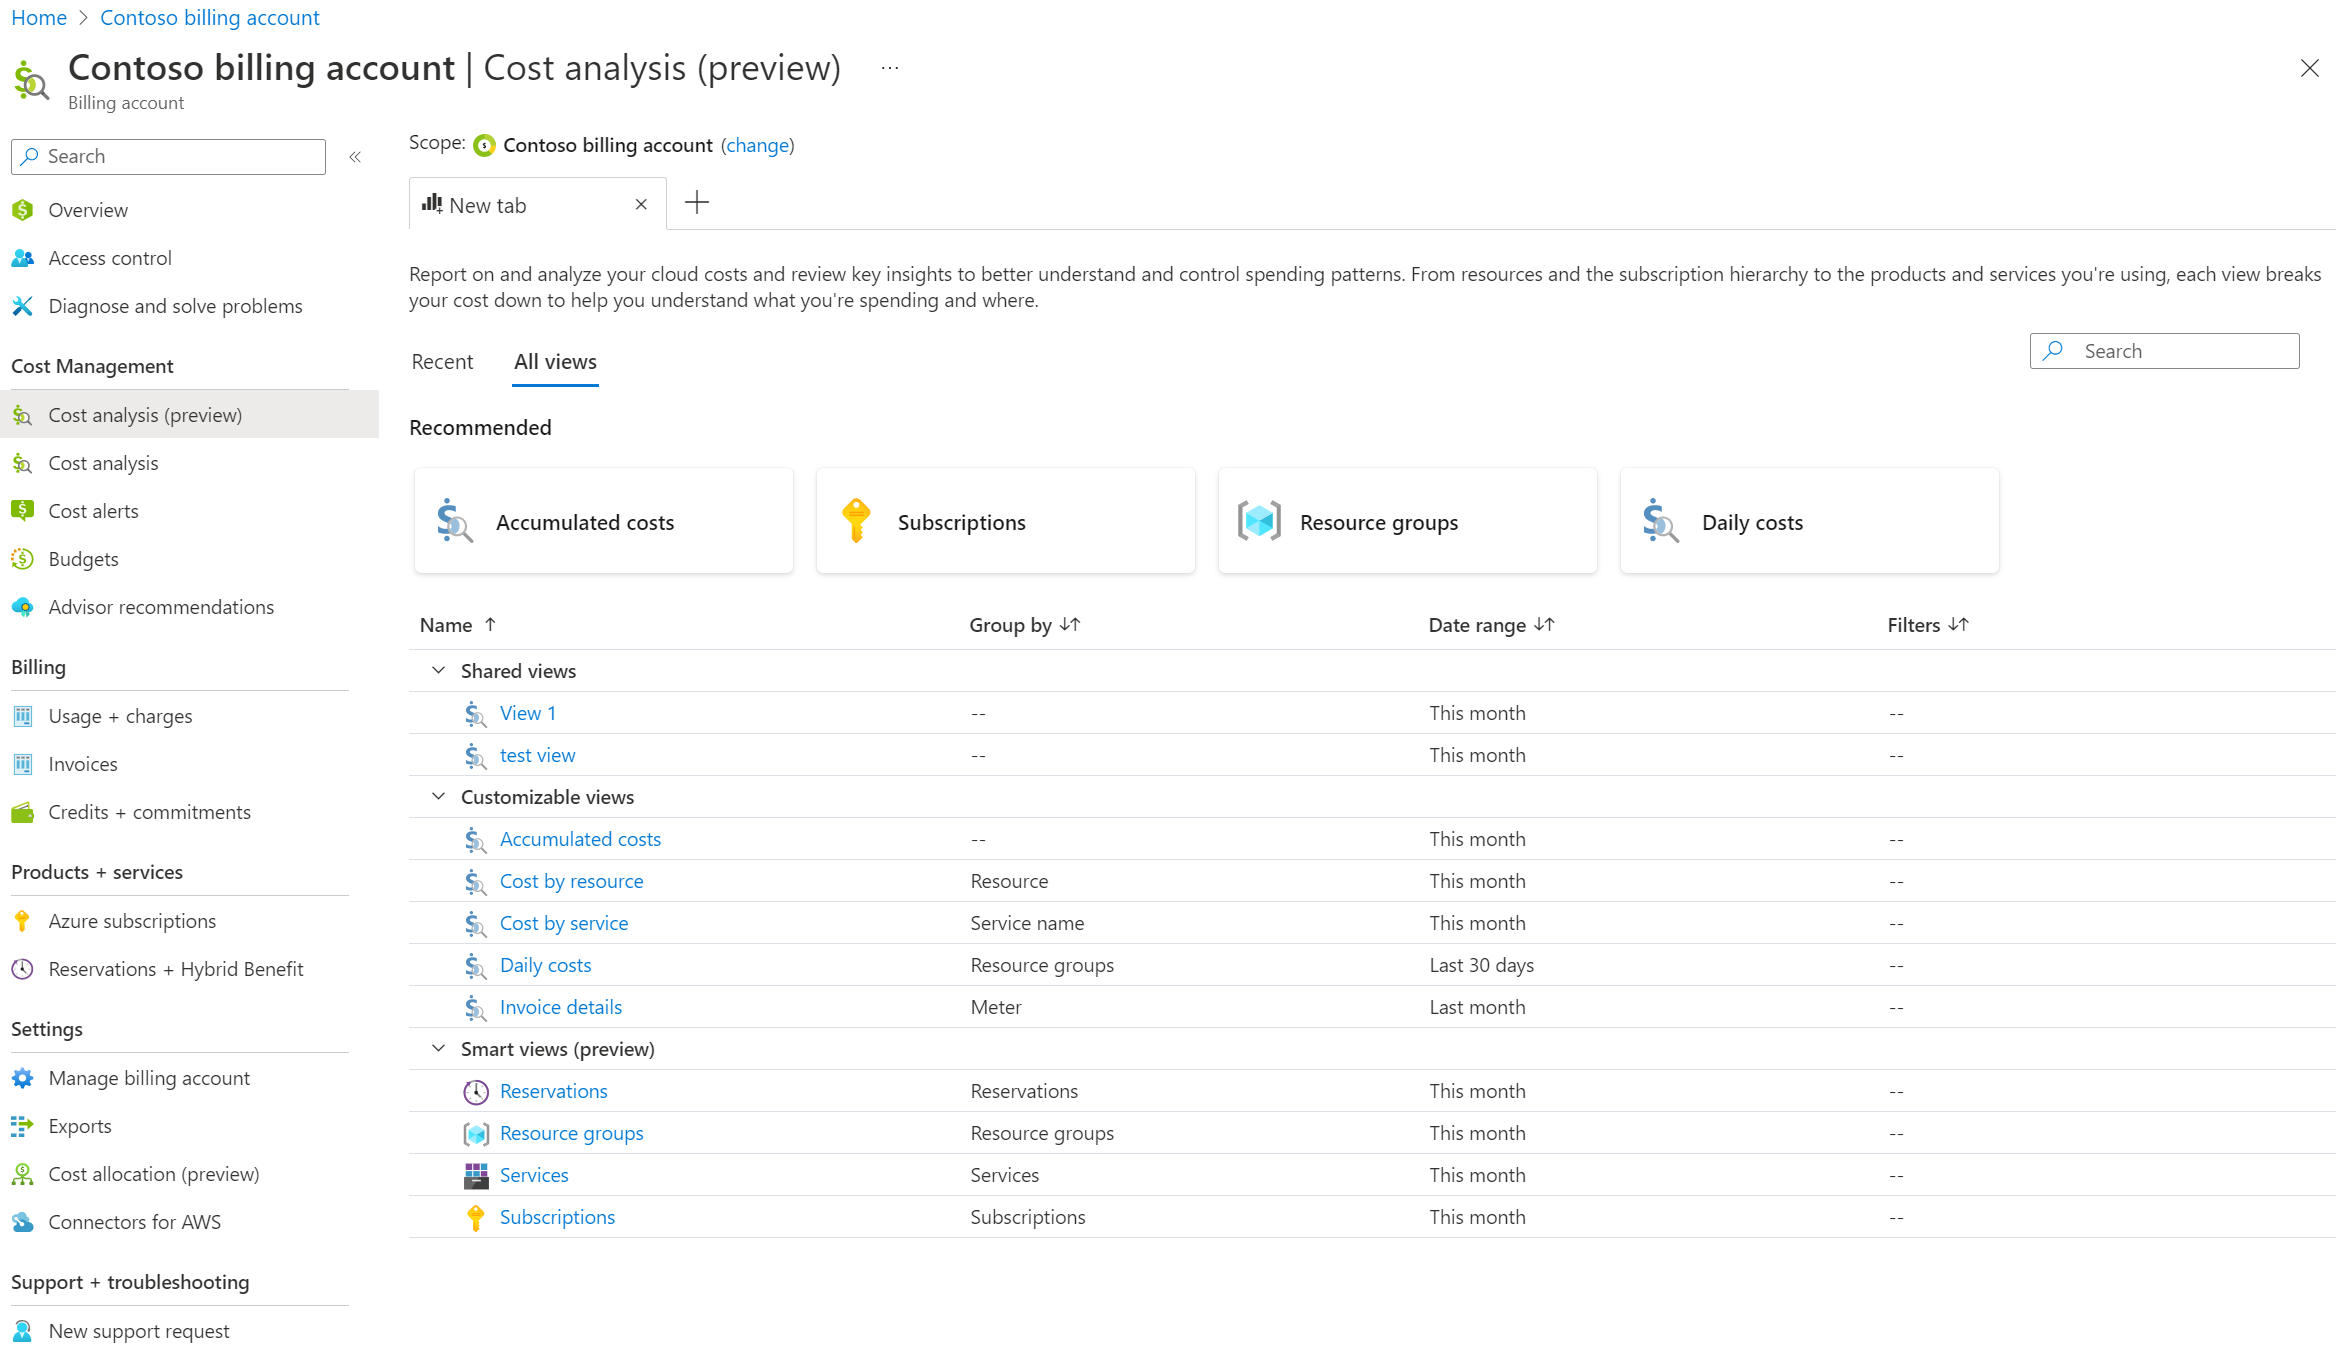 Home > Contoso billing account
Contoso billing account | Cost analysis (preview) ...
Billing account
Search
Overview
Access control
Diagnose and solve problems
Cost Management
Cost analysis (preview)
Cost analysis
Cost alerts
Budgets
Advisor recommendations
Billing
Usage + charges
Invoices
Credits + commitments
Products + services
Azure subscriptions
Reservations + Hybrid Benefit
Settings
Manage billing account
Exports
Cost allocation (preview)
Connectors for AWS
Support + troubleshooting
New support request
Scope: Contoso billing account (change)
New tab
Report on and analyze your cloud costs and review key insights to better understand and control spending patterns. From resources and the subscription hierarchy to the products and services you're using, each view breaks
your cost down to help you understand what you're spending and where.
Recent All views
Search
Recommended
Accumulated costs Subscriptions Resource groups Daily costs
Name Group by Date range Filters
Shared views
View 1 -- This month --
test view -- This month --
Customizable views
Accumulated costs -- This month --
Cost by resource Resource This month --
Cost by service Service name This month --
Daily costs Resource groups Last 30 days --
Invoice details Meter Last month --
Smart views (preview)
Reservations Reservations This month --
Resource groups Resource groups This month --
Services Services This month --
Subscriptions Subscriptions This month --